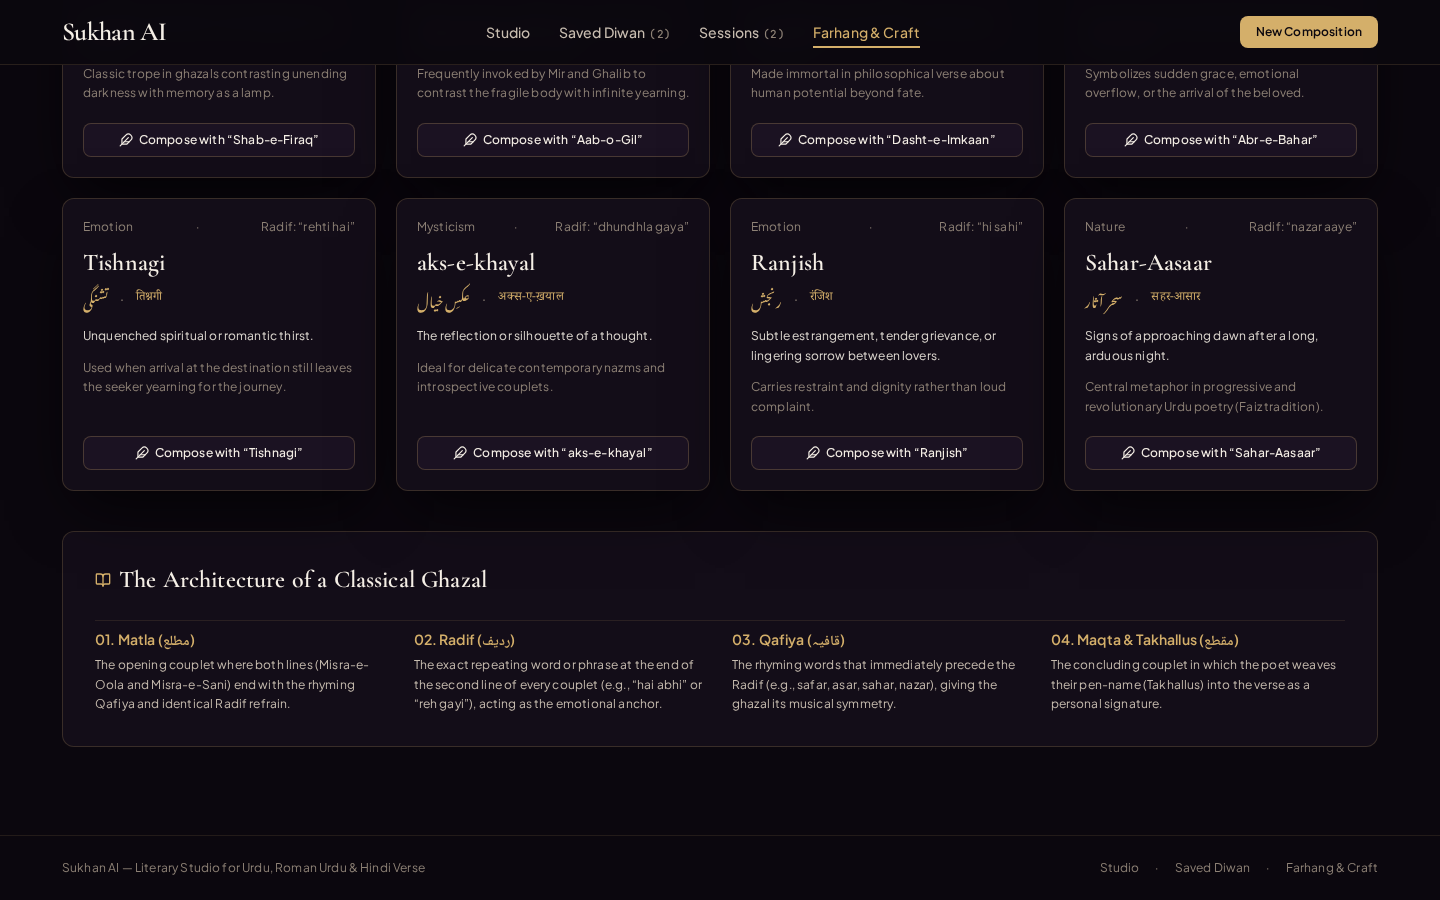 Sukhan AI
Studio
Saved Diwan (2)
Sessions (2)
Farhang & Craft
New Composition
Classic trope in ghazals contrasting unending
darkness with memory as a lamp.
Compose with “Shab-e-Firaq”
Frequently invoked by Mir and Ghalib to
contrast the fragile body with infinite yearning.
Compose with “Aab-o-Gil”
Made immortal in philosophical verse about
human potential beyond fate.
Compose with “Dasht-e-Imkaan”
Symbolizes sudden grace, emotional
overflow, or the arrival of the beloved.
Compose with “Abr-e-Bahar”
Emotion · Radif: “rehti hai”
Tishnagi
تشنگی · तिश्नगी
Unquenched spiritual or romantic thirst.
Used when arrival at the destination still leaves
the seeker yearning for the journey.
Compose with “Tishnagi”
Mysticism · Radif: “dhundhla gaya”
aks-e-khayal
عکسِ خیال · अक्स-ए-ख़याल
The reflection or silhouette of a thought.
Ideal for delicate contemporary nazms and
introspective couplets.
Compose with “aks-e-khayal”
Emotion · Radif: “hi sahi”
Ranjish
رنجش · रंजिश
Subtle estrangement, tender grievance, or
lingering sorrow between lovers.
Carries restraint and dignity rather than loud
complaint.
Compose with “Ranjish”
Nature · Radif: “nazar aaye”
Sahar-Aasaar
سحر آثار · सहर-आसार
Signs of approaching dawn after a long,
arduous night.
Central metaphor in progressive and
revolutionary Urdu poetry (Faiz tradition).
Compose with “Sahar-Aasaar”
The Architecture of a Classical Ghazal
01. Matla (مطلع)
The opening couplet where both lines (Misra-e-
Oola and Misra-e-Sani) end with the rhyming
Qafiya and identical Radif refrain.
02. Radif (ردیف)
The exact repeating word or phrase at the end of
the second line of every couplet (e.g., “hai abhi” or
“reh gayi”), acting as the emotional anchor.
03. Qafiya (قافیہ)
The rhyming words that immediately precede the
Radif (e.g., safar, asar, sahar, nazar), giving the
ghazal its musical symmetry.
04. Maqta & Takhallus (مقطع)
The concluding couplet in which the poet weaves
their pen-name (Takhallus) into the verse as a
personal signature.
Sukhan AI — Literary Studio for Urdu, Roman Urdu & Hindi Verse
Studio · Saved Diwan · Farhang & Craft